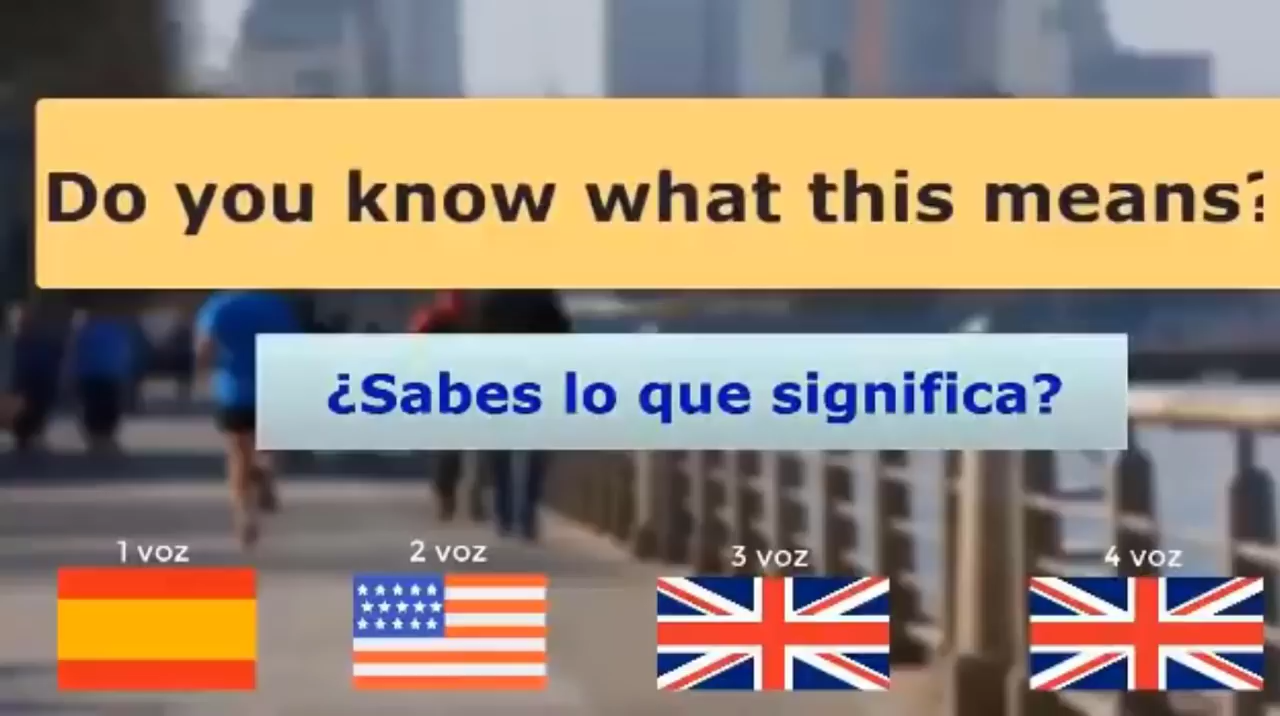 Do you know what this means?
¿Sabes lo que significa?
1 voz 2 voz 3 voz 4 voz